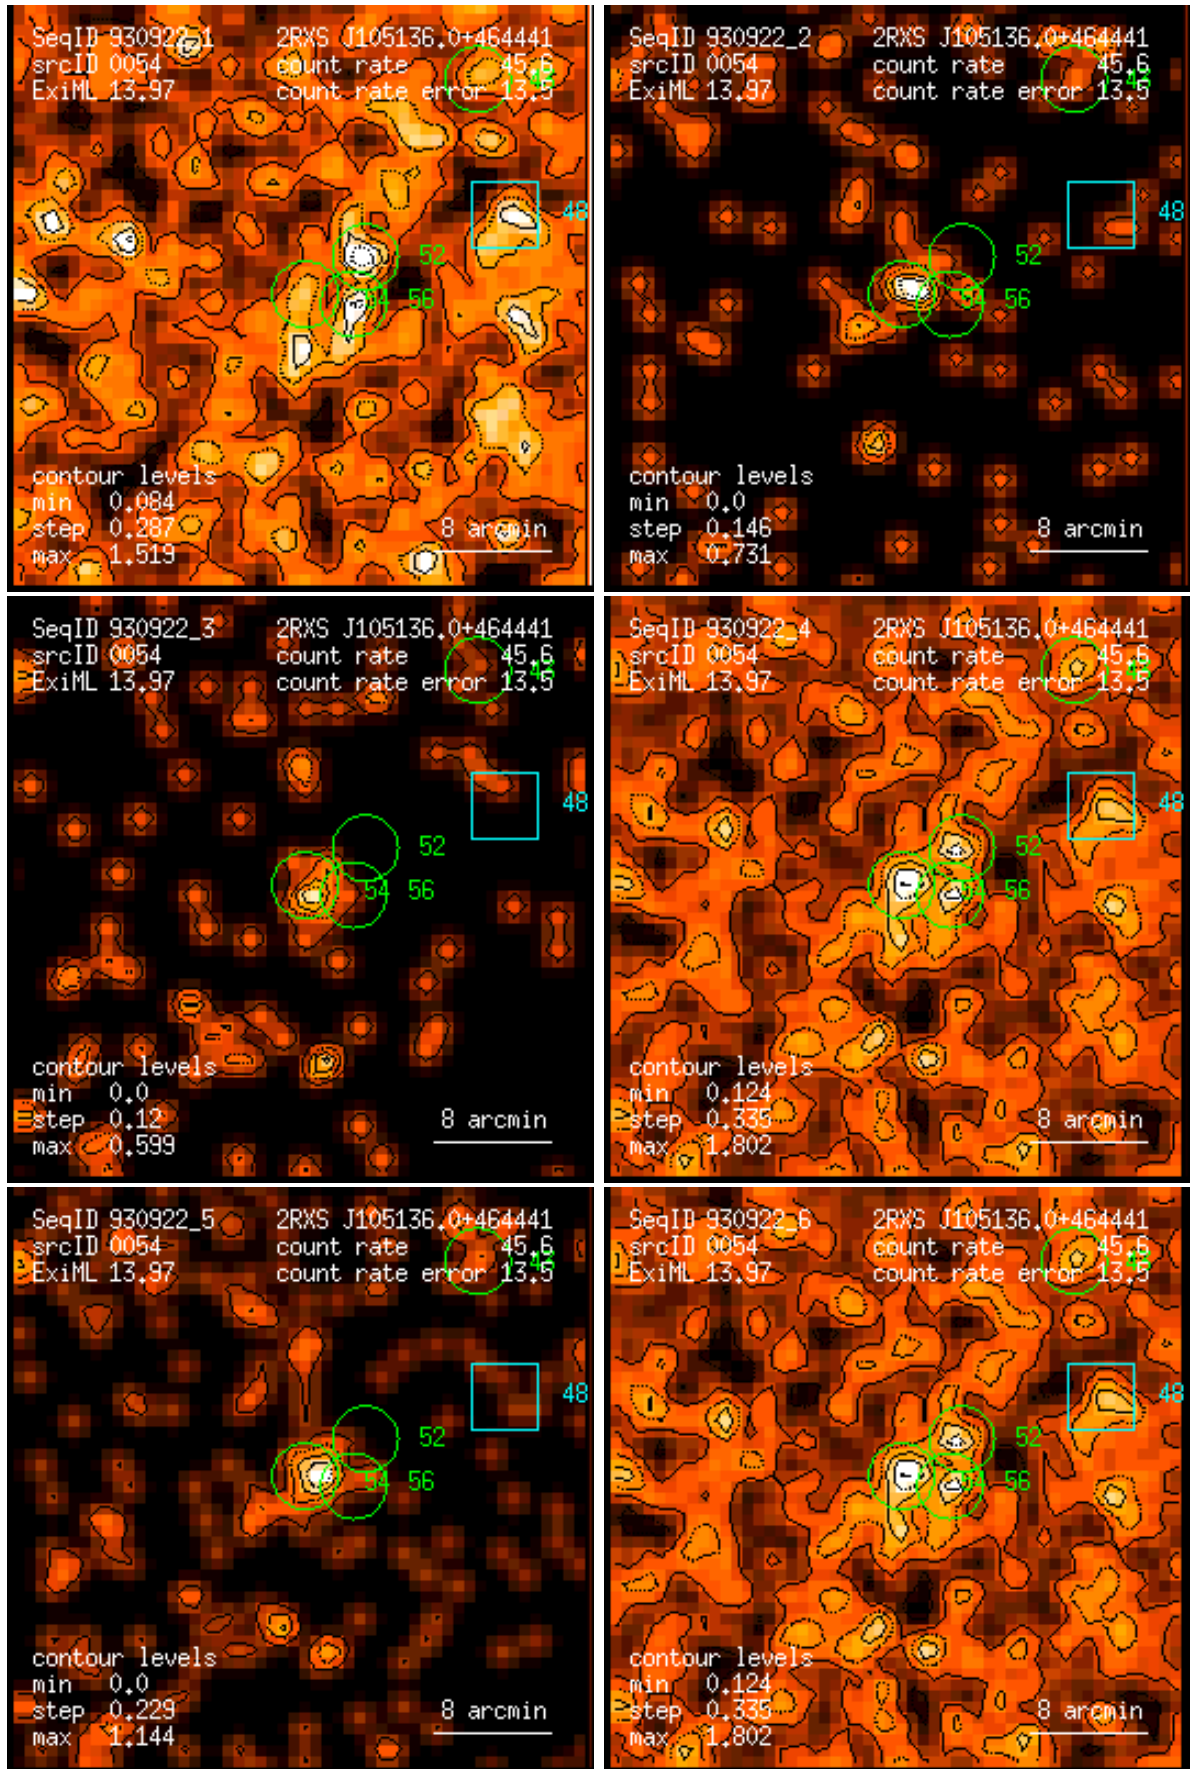 SeqID 930922_1 2RXS J105136.0+464441
srcID 0054 count rate 45.6
ExiML 13.97 count rate error 13.5
48
52
54 56
contour levels
min 0.084
step 0.287
max 1.519
8 arcmin
SeqID 930922_2 2RXS J105136.0+464441
srcID 0054 count rate 45.6
ExiML 13.97 count rate error 13.5
48
52
54 56
contour levels
min 0.0
step 0.146
max 0.731
8 arcmin
SeqID 930922_3 2RXS J105136.0+464441
srcID 0054 count rate 45.6
ExiML 13.97 count rate error 13.5
48
52
54 56
contour levels
min 0.0
step 0.12
max 0.599
8 arcmin
SeqID 930922_4 2RXS J105136.0+464441
srcID 0054 count rate 45.6
ExiML 13.97 count rate error 13.5
48
52
54 56
contour levels
min 0.124
step 0.335
max 1.802
8 arcmin
SeqID 930922_5 2RXS J105136.0+464441
srcID 0054 count rate 45.6
ExiML 13.97 count rate error 13.5
48
52
54 56
contour levels
min 0.0
step 0.229
max 1.144
8 arcmin
SeqID 930922_6 2RXS J105136.0+464441
srcID 0054 count rate 45.6
ExiML 13.97 count rate error 13.5
48
52
54 56
contour levels
min 0.124
step 0.335
max 1.802
8 arcmin